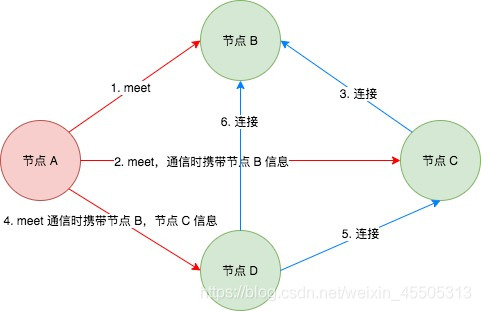 节点 B
1. meet
3. 连接
6. 连接
节点 A
2. meet，通信时携带节点 B 信息
节点 C
4. meet 通信时携带节点 B，节点 C 信息
5. 连接
节点 D
https://blog.csdn.net/weixin_45505313